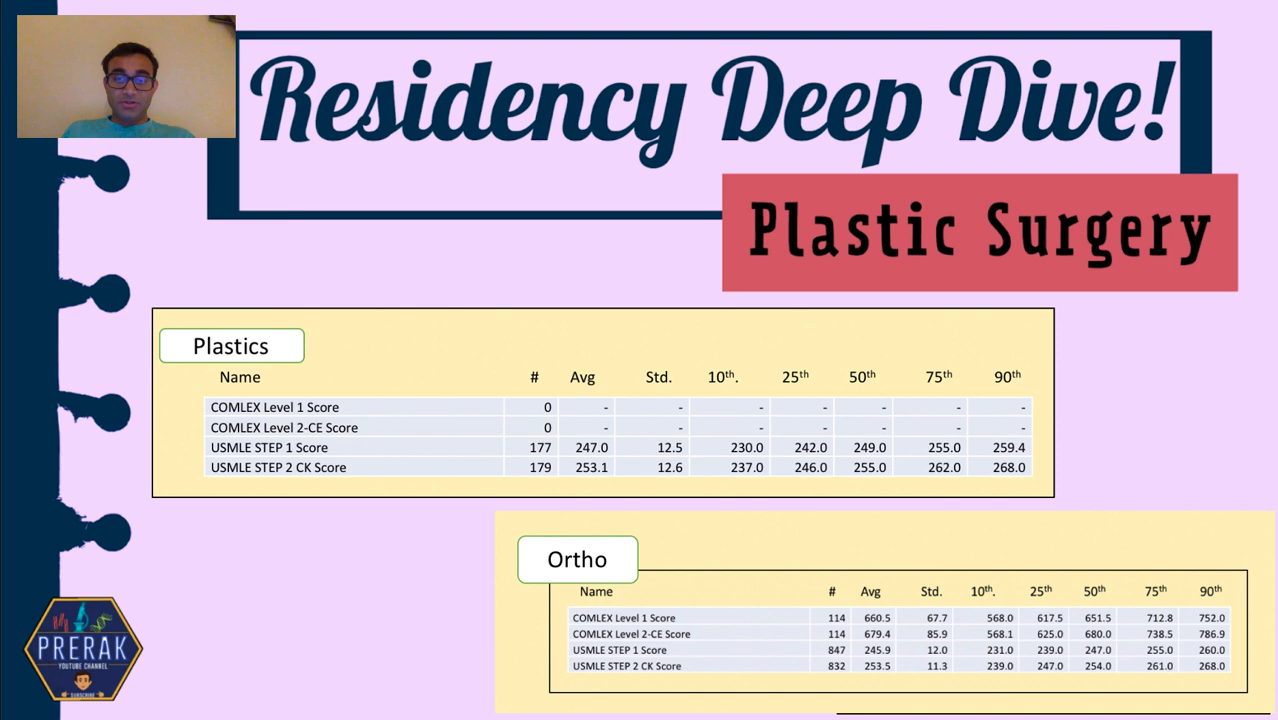 Residency Deep Dive!
Plastic Surgery
Plastics
Name # Avg Std. 10th. 25th 50th 75th 90th
COMLEX Level 1 Score 0 - - - - - - -
COMLEX Level 2-CE Score 0 - - - - - - -
USMLE STEP 1 Score 177 247.0 12.5 230.0 242.0 249.0 255.0 259.4
USMLE STEP 2 CK Score 179 253.1 12.6 237.0 246.0 255.0 262.0 268.0
Ortho
Name # Avg Std. 10th. 25th 50th 75th 90th
COMLEX Level 1 Score 114 660.5 67.7 568.0 617.5 651.5 712.8 752.0
COMLEX Level 2-CE Score 114 679.4 85.9 568.1 625.0 680.0 738.5 786.9
USMLE STEP 1 Score 847 245.9 12.0 231.0 239.0 247.0 255.0 260.0
USMLE STEP 2 CK Score 832 253.5 11.3 239.0 247.0 254.0 261.0 268.0
PRERAK
YOUTUBE CHANNEL
SUBSCRIBE